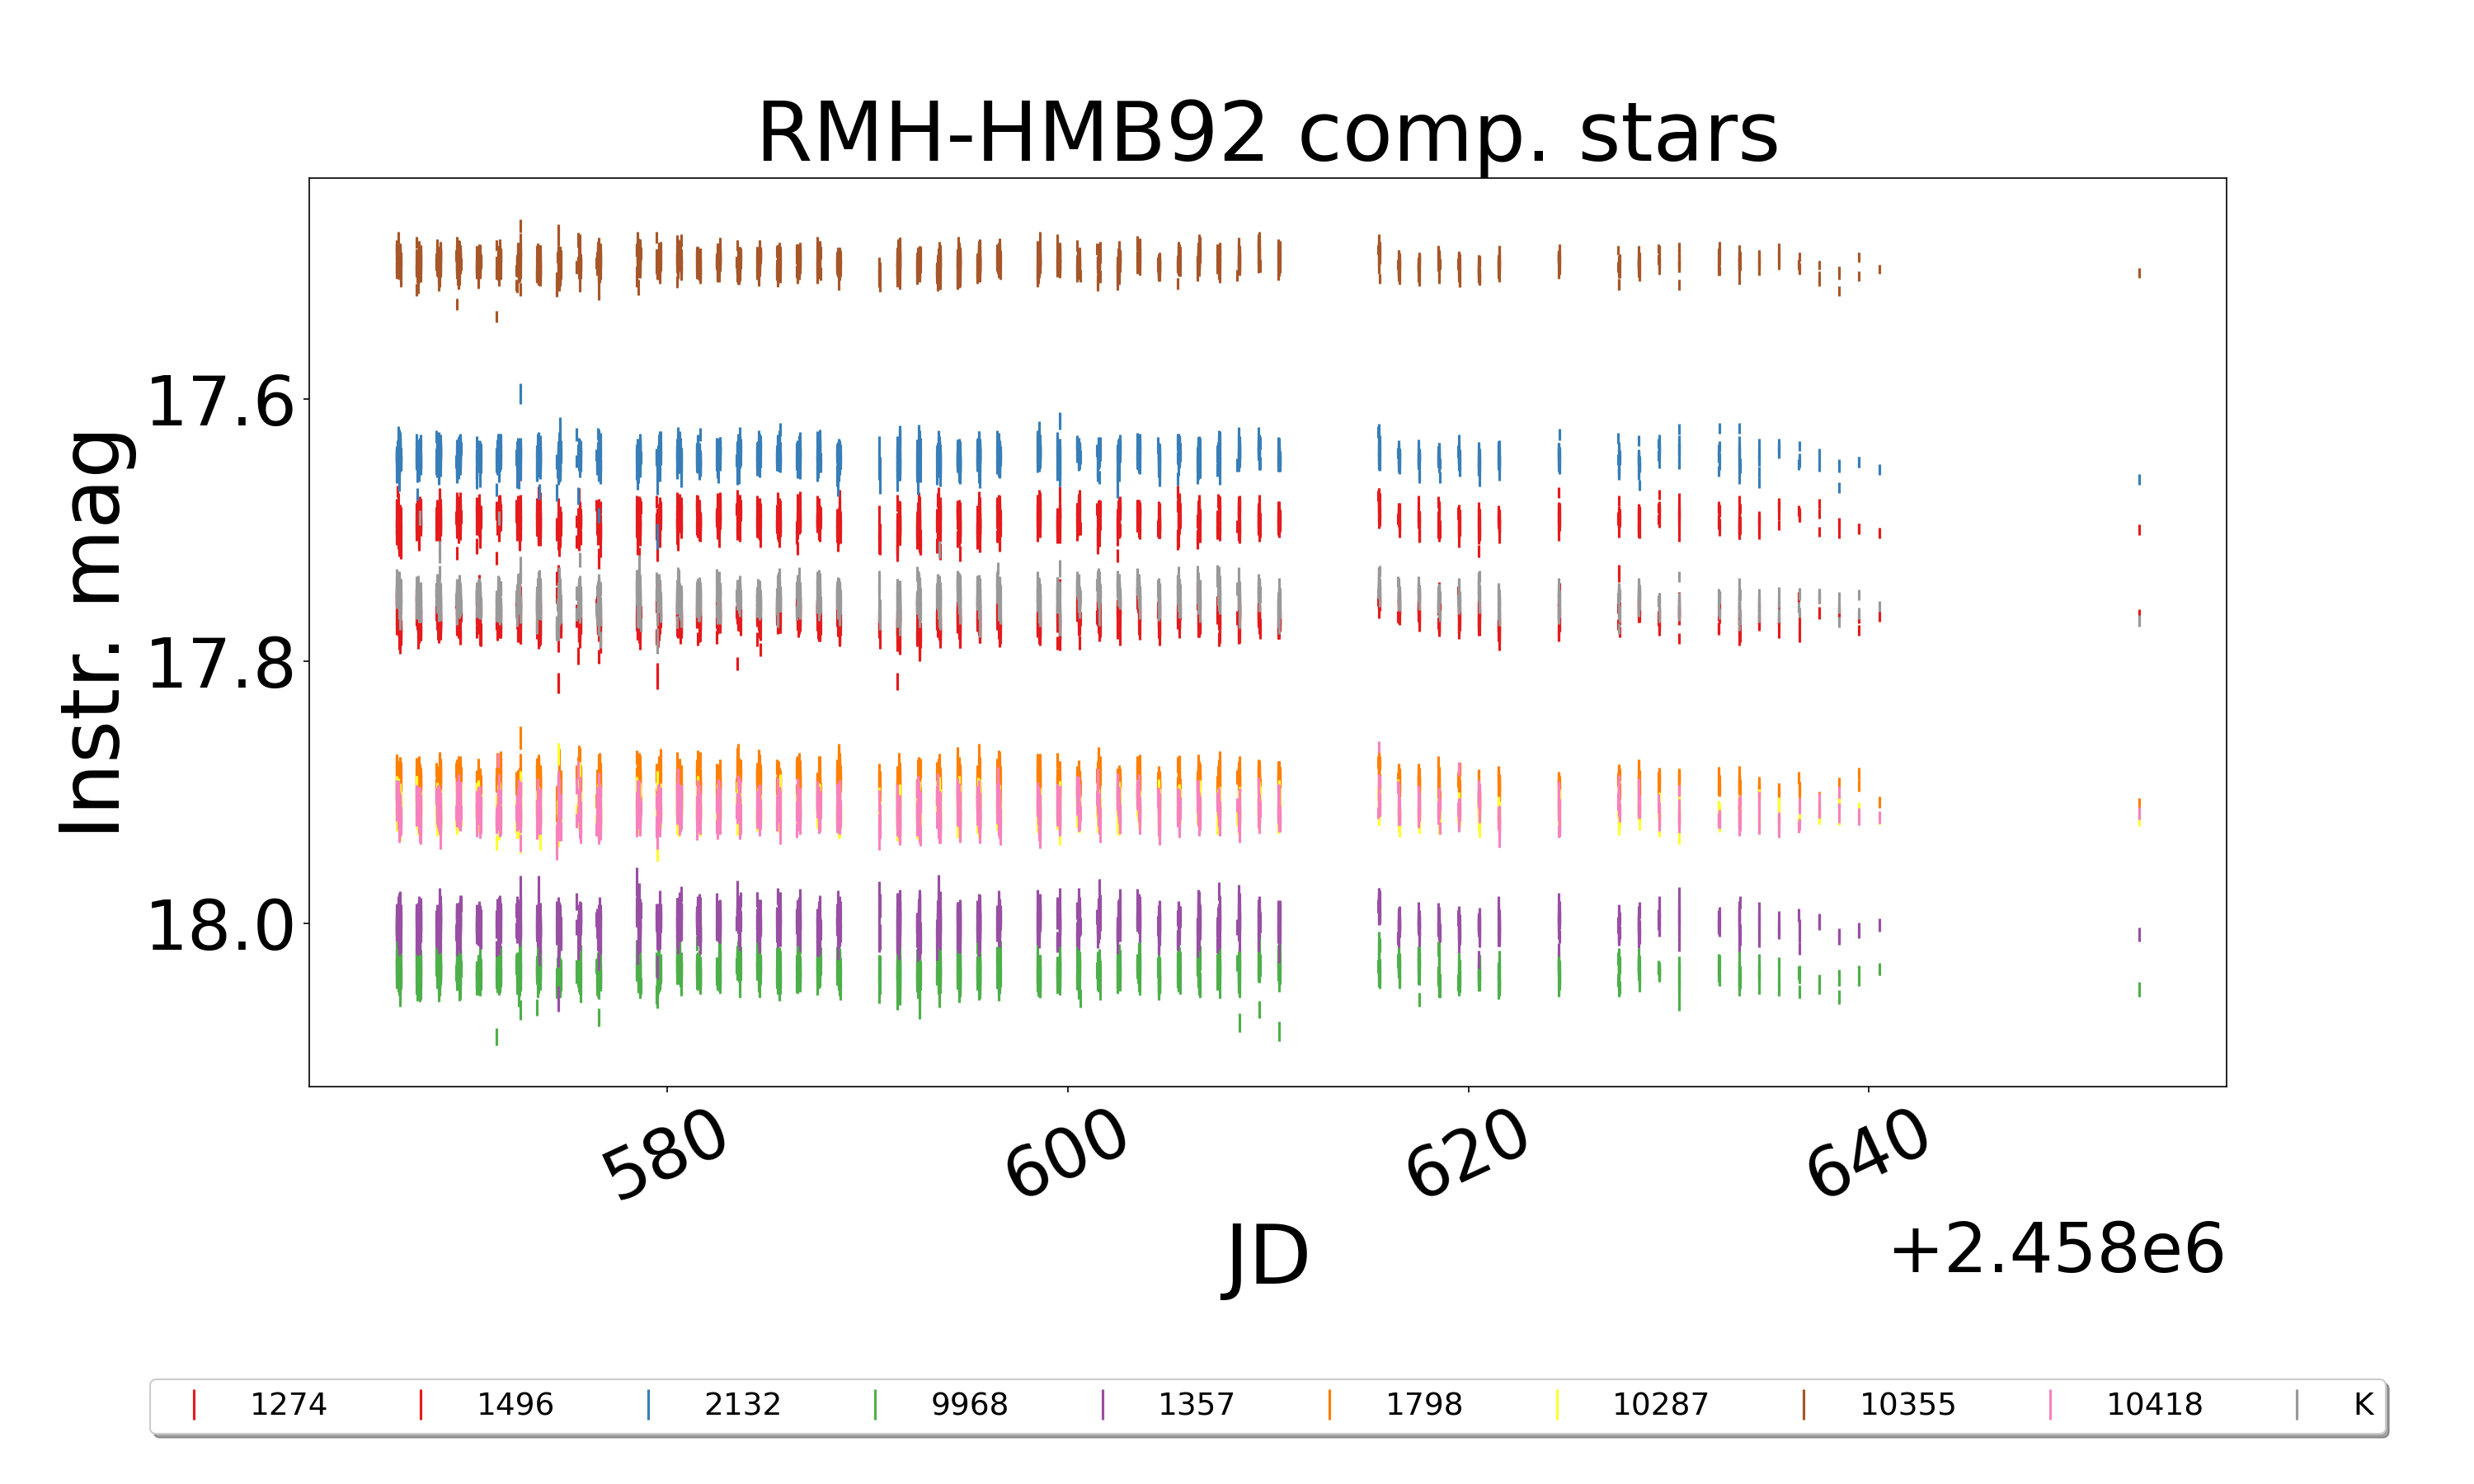 RMH-HMB92 comp. stars
Instr. mag
17.6
17.8
18.0
580 600 620 640
JD
+2.458e6
1274 1496 2132 9968 1357 1798 10287 10355 10418 K